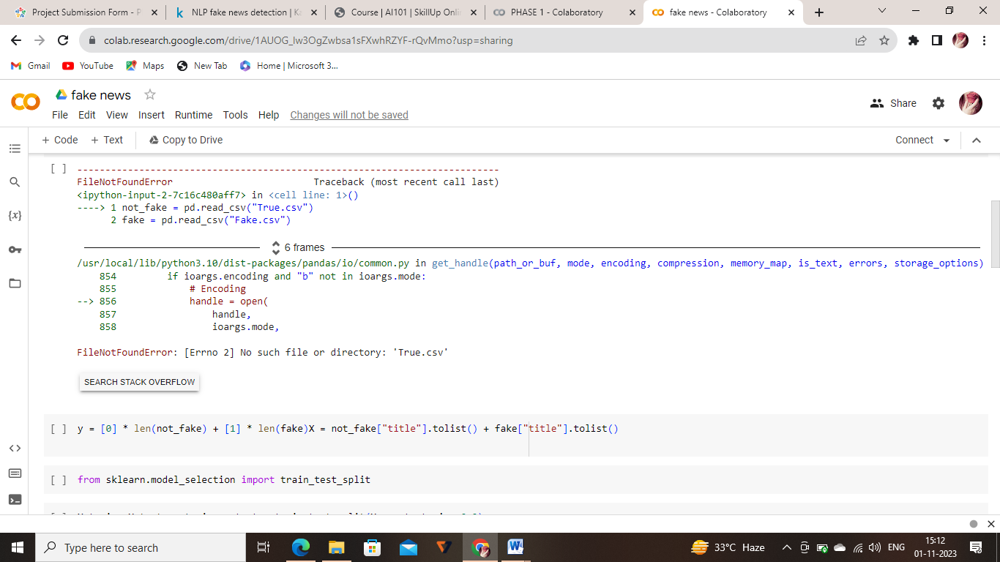 Project Submission Form - P
NLP fake news detection | Ka
Course | AI101 | SkillUp Onli
PHASE 1 - Colaboratory
fake news - Colaboratory
colab.research.google.com/drive/1AUOG_lw3OgZwbsa1sFXwhRZYF-rQvMmo?usp=sharing
Gmail YouTube Maps New Tab Home | Microsoft 3...
fake news
File Edit View Insert Runtime Tools Help Changes will not be saved
Share
+ Code + Text Copy to Drive
Connect
[ ] ---------------------------------------------------------------------------
FileNotFoundError Traceback (most recent call last)
<ipython-input-2-7c16c480aff7> in <cell line: 1>()
----> 1 not_fake = pd.read_csv("True.csv")
2 fake = pd.read_csv("Fake.csv")
6 frames
/usr/local/lib/python3.10/dist-packages/pandas/io/common.py in get_handle(path_or_buf, mode, encoding, compression, memory_map, is_text, errors, storage_options)
854 if ioargs.encoding and "b" not in ioargs.mode:
855 # Encoding
--> 856 handle = open(
857 handle,
858 ioargs.mode,
FileNotFoundError: [Errno 2] No such file or directory: 'True.csv'
SEARCH STACK OVERFLOW
[ ] y = [0] * len(not_fake) + [1] * len(fake)X = not_fake["title"].tolist() + fake["title"].tolist()
[ ] from sklearn.model_selection import train_test_split
Type here to search
33°C Haze
ENG
15:12
01-11-2023